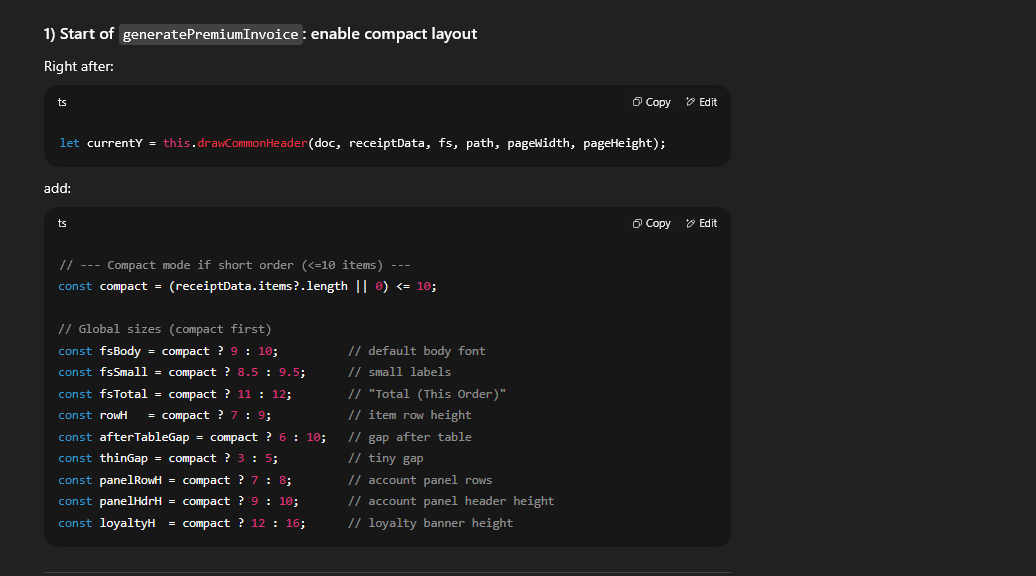 1) Start of generatePremiumInvoice: enable compact layout
Right after:
ts
Copy Edit
let currentY = this.drawCommonHeader(doc, receiptData, fs, path, pageWidth, pageHeight);
add:
ts
Copy Edit
// --- Compact mode if short order (<=10 items) ---
const compact = (receiptData.items?.length || 0) <= 10;
// Global sizes (compact first)
const fsBody = compact ? 9 : 10; // default body font
const fsSmall = compact ? 8.5 : 9.5; // small labels
const fsTotal = compact ? 11 : 12; // "Total (This Order)"
const rowH = compact ? 7 : 9; // item row height
const afterTableGap = compact ? 6 : 10; // gap after table
const thinGap = compact ? 3 : 5; // tiny gap
const panelRowH = compact ? 7 : 8; // account panel rows
const panelHdrH = compact ? 9 : 10; // account panel header height
const loyaltyH = compact ? 12 : 16; // loyalty banner height